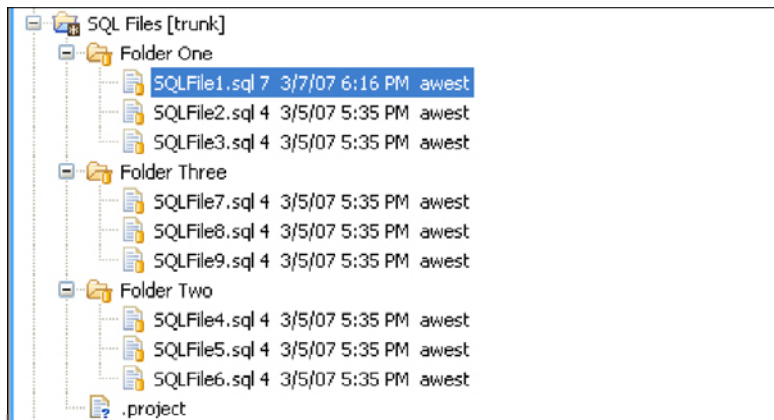 SQL Files [trunk]
Folder One
SQLFile1.sql 7 3/7/07 6:16 PM awest
SQLFile2.sql 4 3/5/07 5:35 PM awest
SQLFile3.sql 4 3/5/07 5:35 PM awest
Folder Three
SQLFile7.sql 4 3/5/07 5:35 PM awest
SQLFile8.sql 4 3/5/07 5:35 PM awest
SQLFile9.sql 4 3/5/07 5:35 PM awest
Folder Two
SQLFile4.sql 4 3/5/07 5:35 PM awest
SQLFile5.sql 4 3/5/07 5:35 PM awest
SQLFile6.sql 4 3/5/07 5:35 PM awest
.project